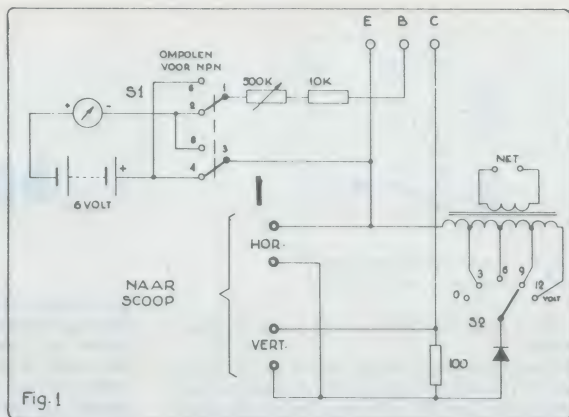 E B C
OMPOLEN
VOOR NPN
S1
6 1 500K 10K
+ - 2
8
3
4
+
6 VOLT
NET
HOR.
NAAR
SCOOP
3 6 9
0 12 VOLT
S2
VERT.
100
Fig. 1